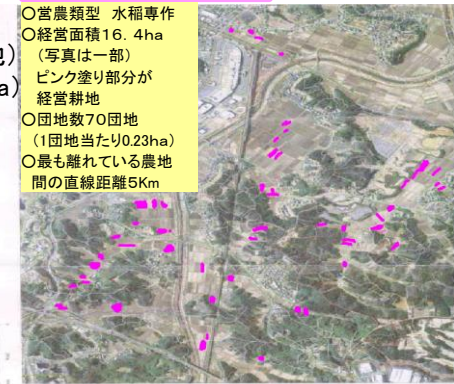 ○営農類型　水稲専作
○経営面積16．4ha
（写真は一部）
ピンク塗り部分が
経営耕地
○団地数70団地
（1団地当たり0.23ha）
○最も離れている農地
間の直線距離5Km
)
a)